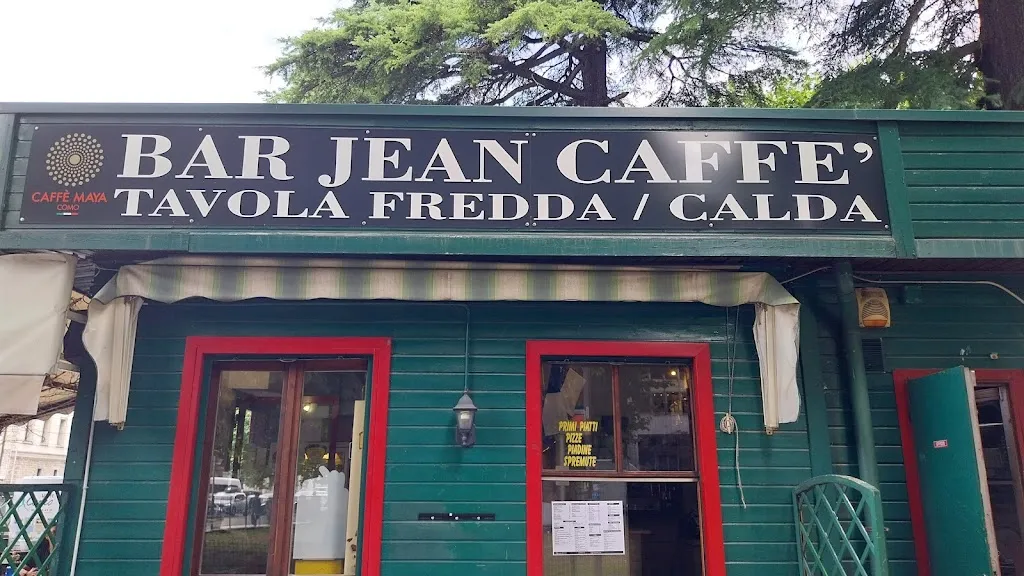 BAR JEAN CAFFE'
TAVOLA FREDDA / CALDA
CAFFÈ MAYA
COMO
PRIMI PIATTI
PIZZE
PIADINE
SPREMUTE